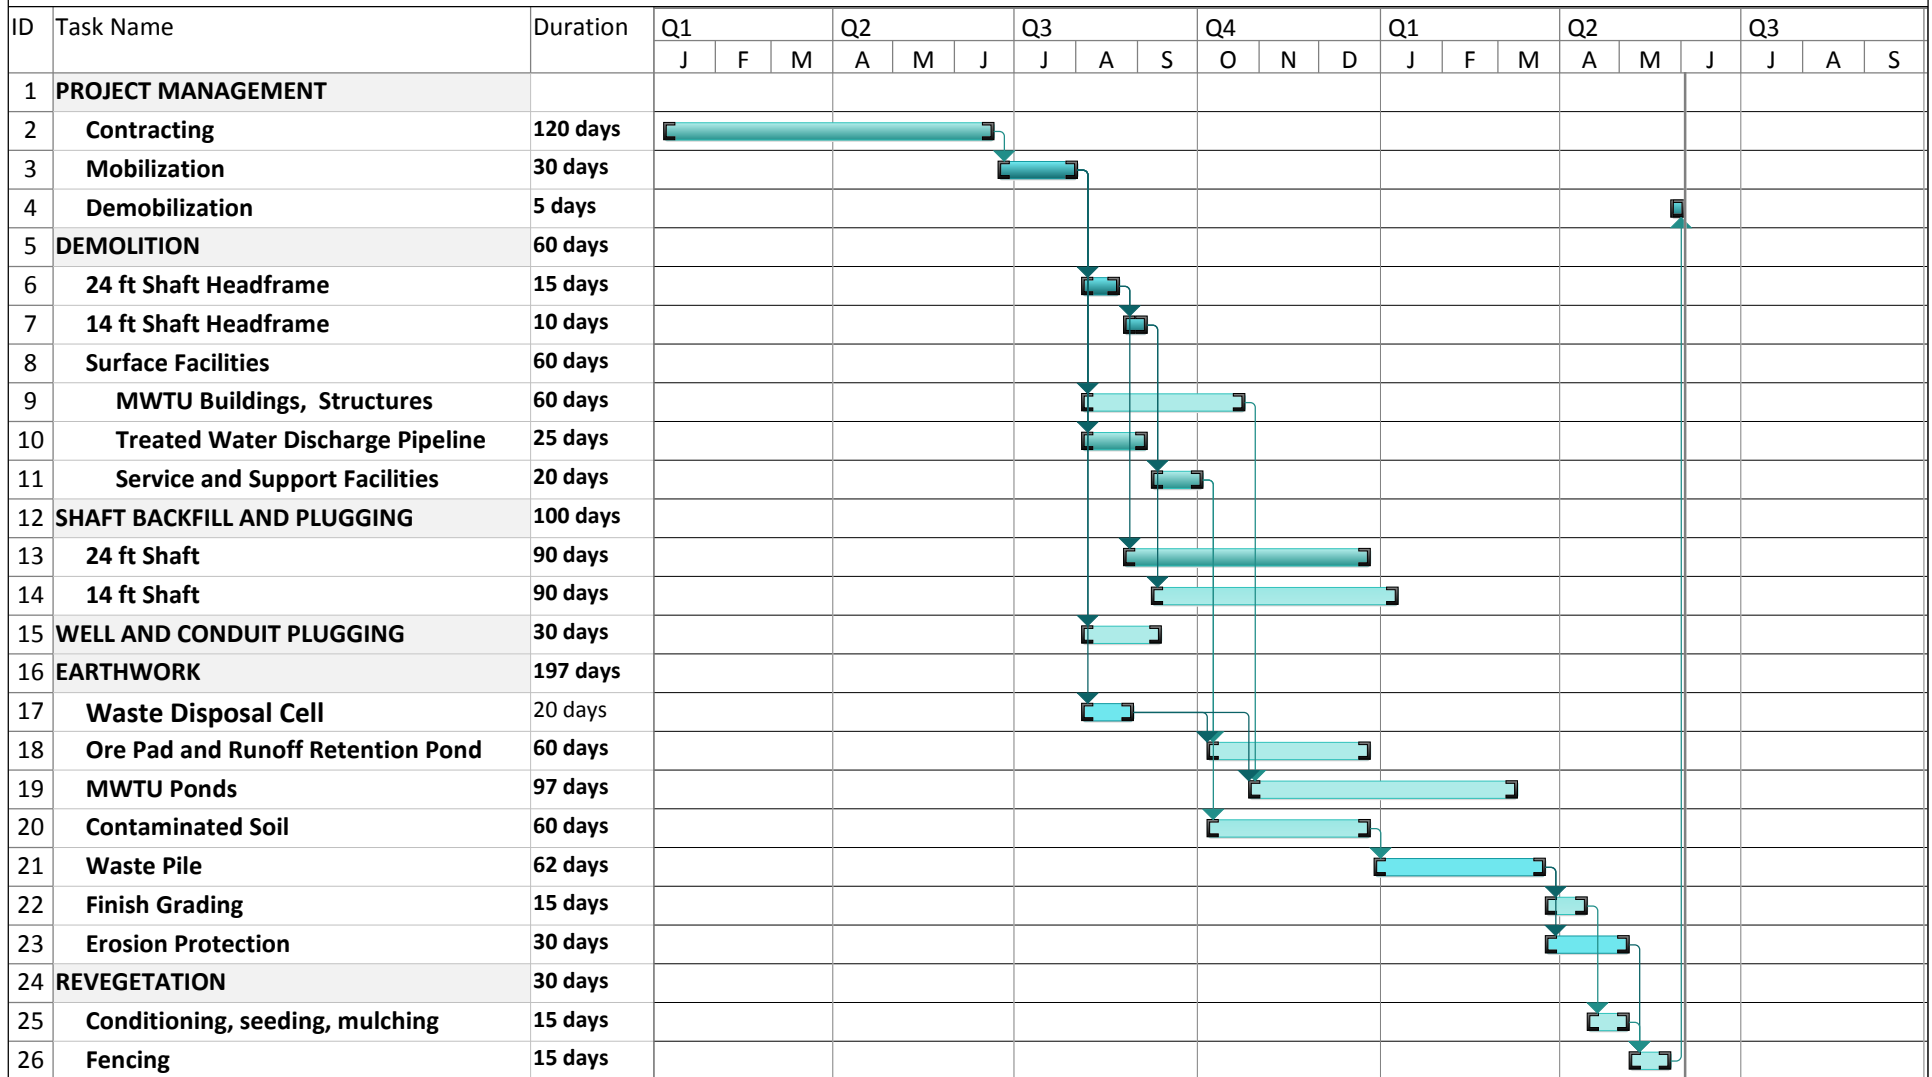 ID Task Name Duration Q1 Q2 Q3 Q4 Q1 Q2 Q3
J F M A M J J A S O N D J F M A M J J A S
1 PROJECT MANAGEMENT
2 Contracting 120 days
3 Mobilization 30 days
4 Demobilization 5 days
5 DEMOLITION 60 days
6 24 ft Shaft Headframe 15 days
7 14 ft Shaft Headframe 10 days
8 Surface Facilities 60 days
9 MWTU Buildings, Structures 60 days
10 Treated Water Discharge Pipeline 25 days
11 Service and Support Facilities 20 days
12 SHAFT BACKFILL AND PLUGGING 100 days
13 24 ft Shaft 90 days
14 14 ft Shaft 90 days
15 WELL AND CONDUIT PLUGGING 30 days
16 EARTHWORK 197 days
17 Waste Disposal Cell 20 days
18 Ore Pad and Runoff Retention Pond 60 days
19 MWTU Ponds 97 days
20 Contaminated Soil 60 days
21 Waste Pile 62 days
22 Finish Grading 15 days
23 Erosion Protection 30 days
24 REVEGETATION 30 days
25 Conditioning, seeding, mulching 15 days
26 Fencing 15 days